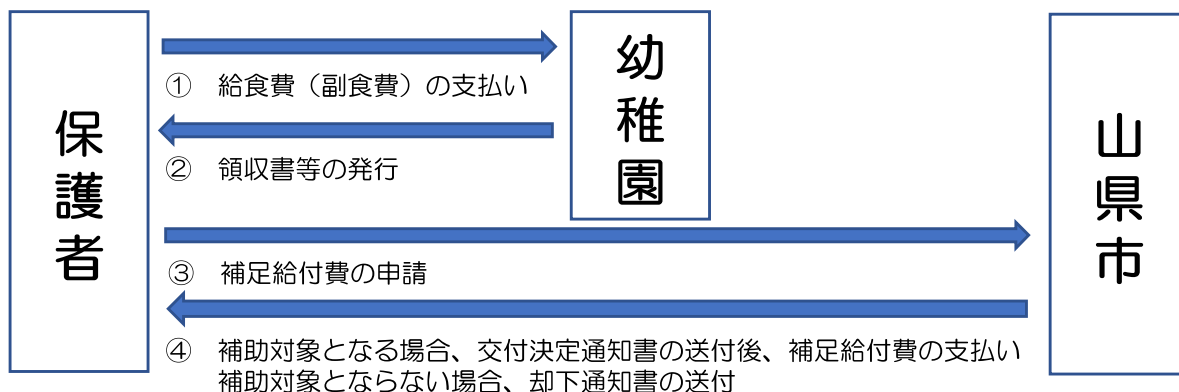 保護者
幼稚園
山県市
① 給食費（副食費）の支払い
② 領収書等の発行
③ 補足給付費の申請
④ 補助対象となる場合、交付決定通知書の送付後、補足給付費の支払い
補助対象とならない場合、却下通知書の送付